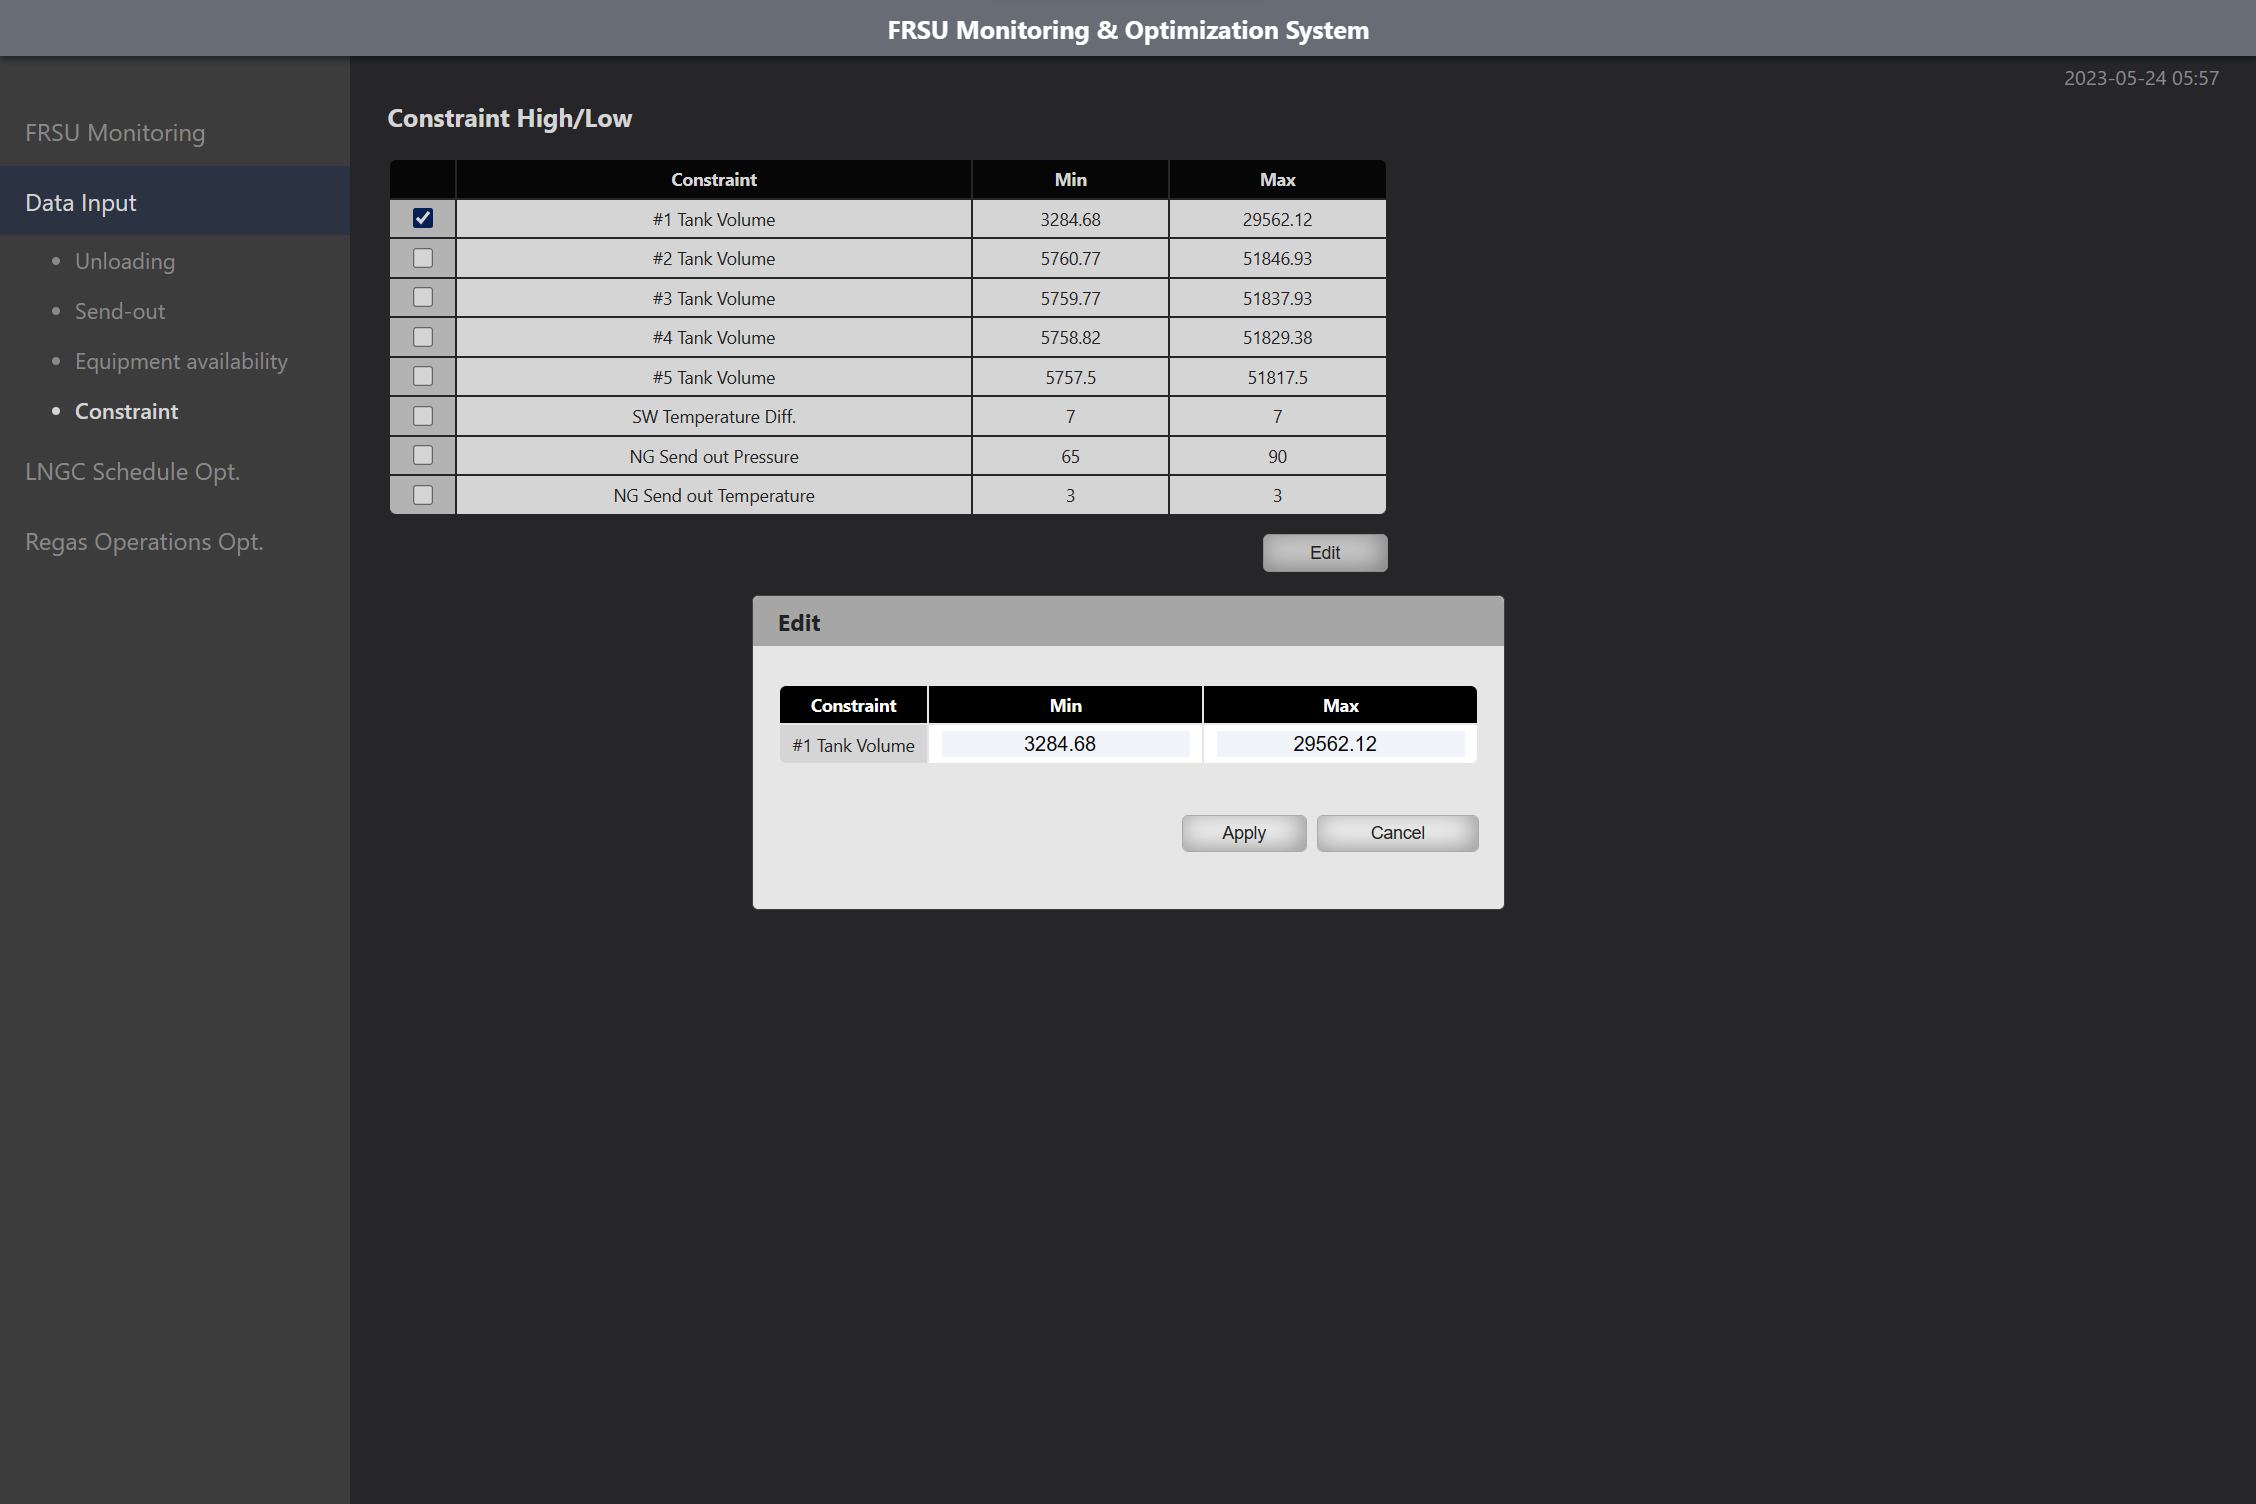 FRSU Monitoring & Optimization System
2023-05-24 05:57
FRSU Monitoring
Data Input
Unloading
Send-out
Equipment availability
Constraint
LNGC Schedule Opt.
Regas Operations Opt.
Constraint High/Low
Constraint Min Max
#1 Tank Volume 3284.68 29562.12
#2 Tank Volume 5760.77 51846.93
#3 Tank Volume 5759.77 51837.93
#4 Tank Volume 5758.82 51829.38
#5 Tank Volume 5757.5 51817.5
SW Temperature Diff. 7 7
NG Send out Pressure 65 90
NG Send out Temperature 3 3
Edit
Edit
Constraint Min Max
#1 Tank Volume 3284.68 29562.12
Apply Cancel